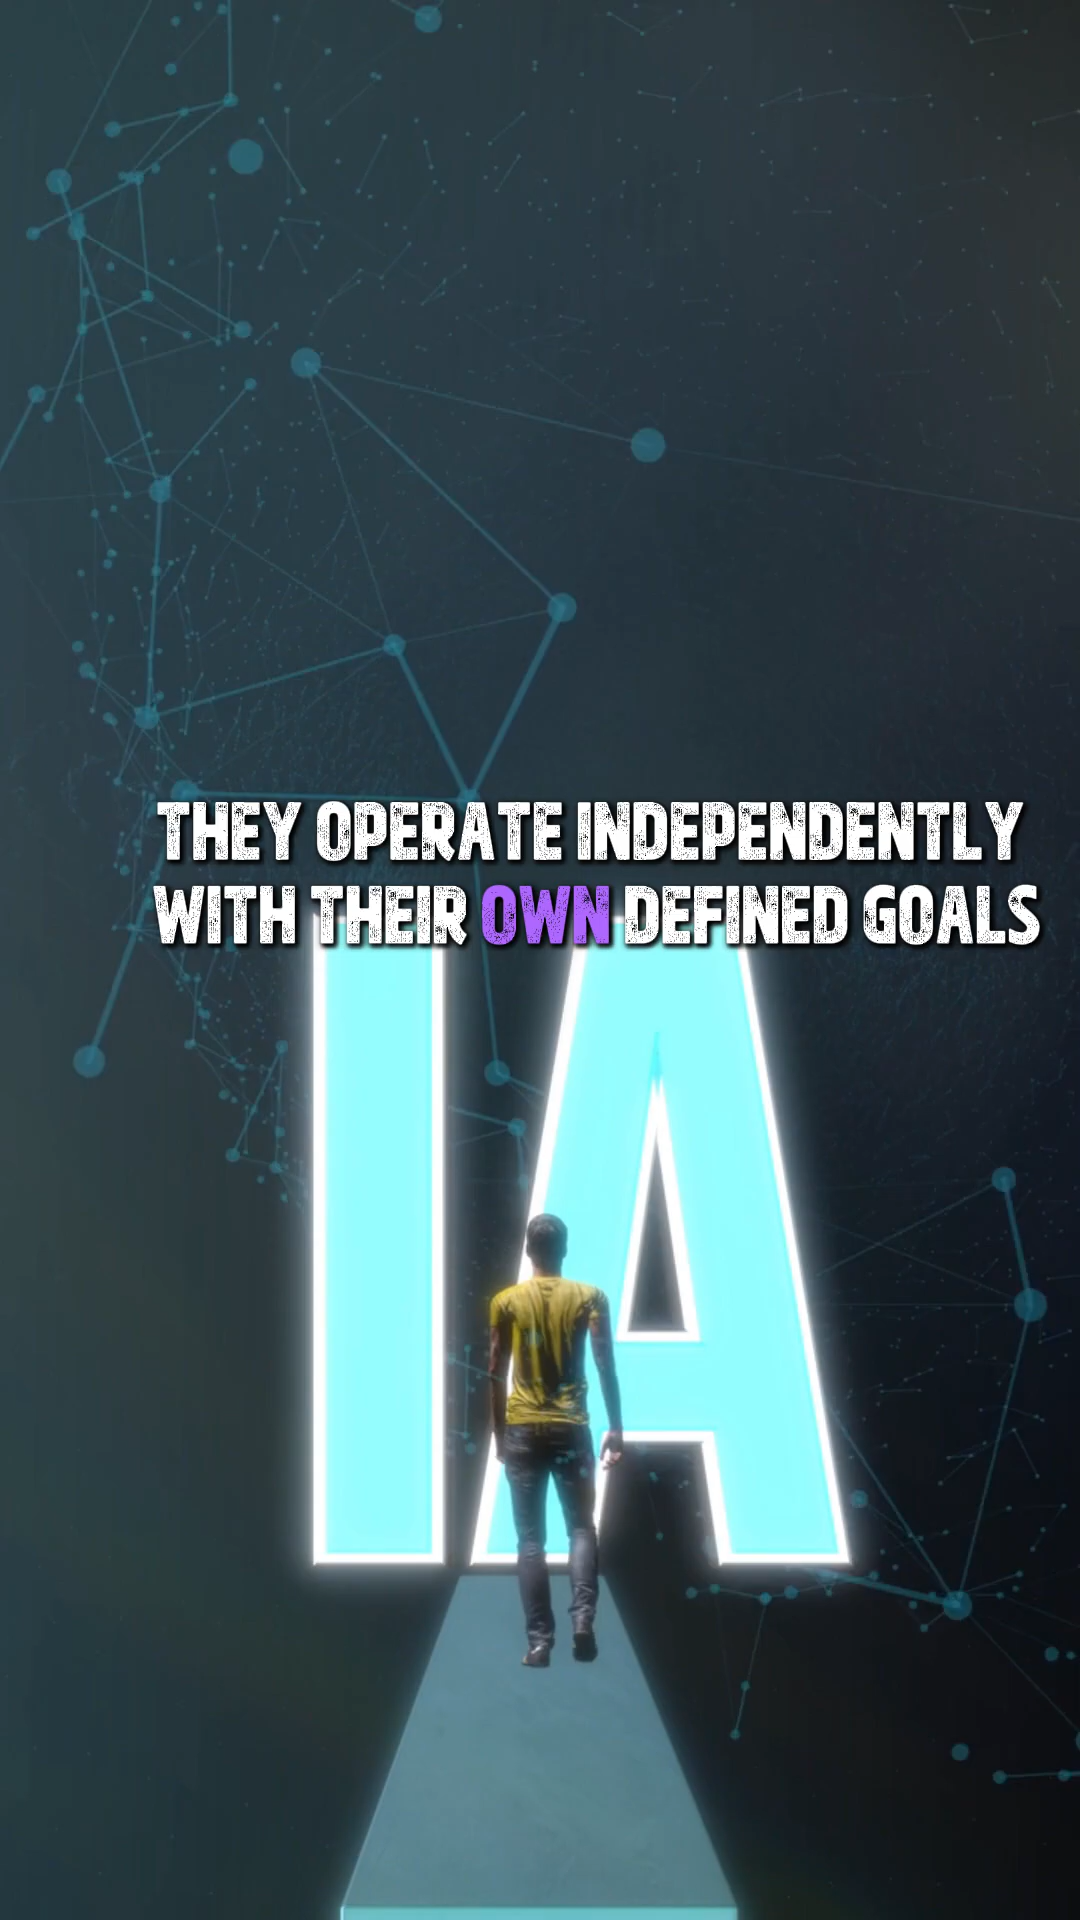 THEY OPERATE INDEPENDENTLY
WITH THEIR OWN DEFINED GOALS
IA